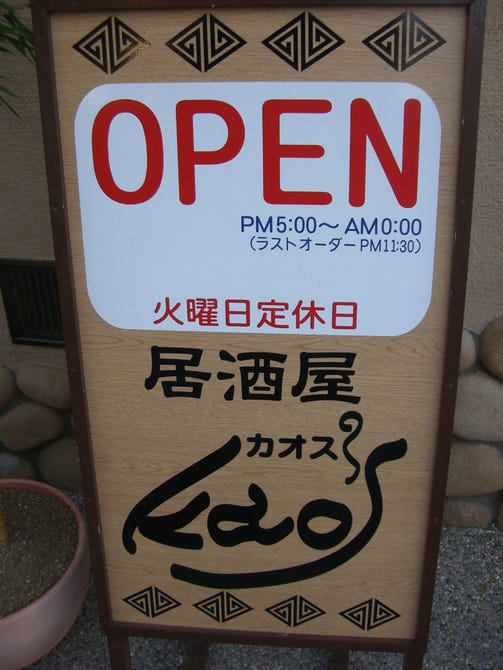 OPEN
PM5:00～AM0:00
(ラストオーダーPM11:30)
火曜日定休日
居酒屋
カオス
kaos